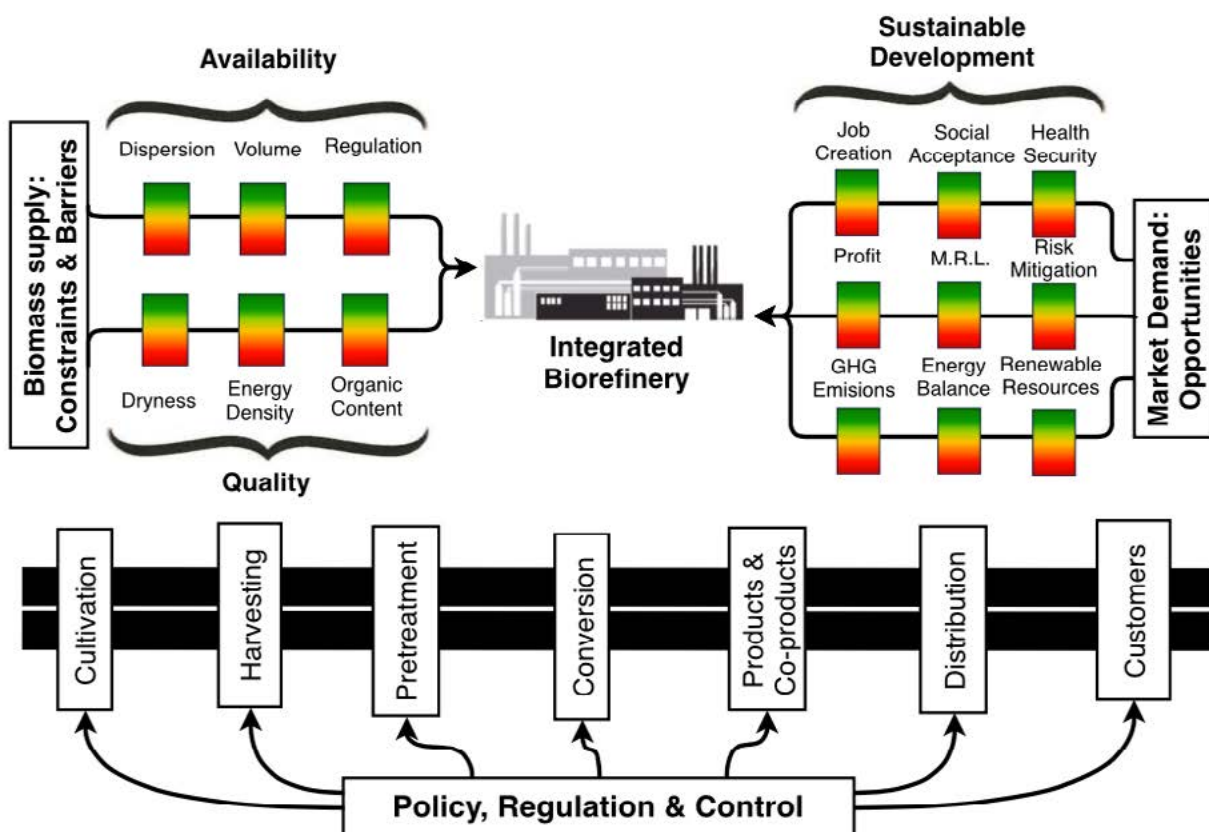 Availability
Dispersion
Volume
Regulation
Biomass supply:
Constraints & Barriers
Dryness
Energy
Density
Organic
Content
Quality
Integrated
Biorefinery
Sustainable
Development
Job
Creation
Social
Acceptance
Health
Security
Profit
M.R.L.
Risk
Mitigation
GHG
Emisions
Energy
Balance
Renewable
Resources
Market Demand:
Opportunities
Cultivation
Harvesting
Pretreatment
Conversion
Products &
Co-products
Distribution
Customers
Policy, Regulation & Control